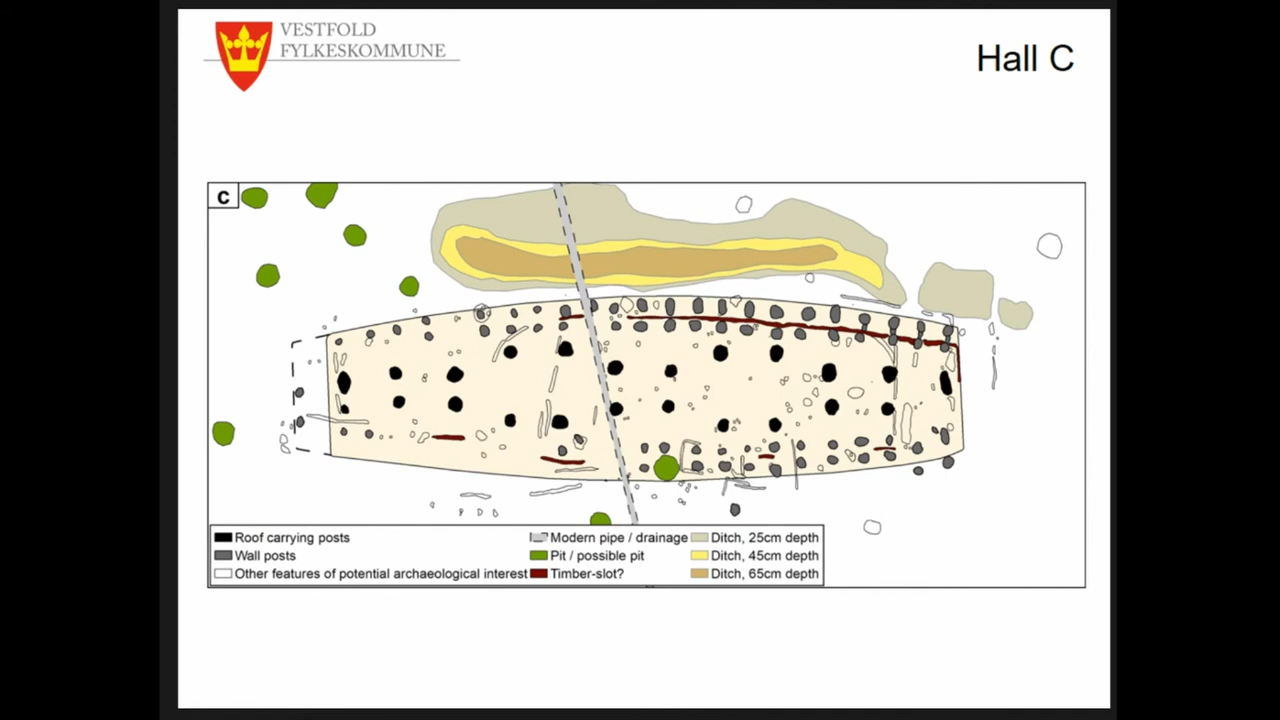 VESTFOLD
FYLKESKOMMUNE
Hall C
c
Roof carrying posts
Wall posts
Other features of potential archaeological interest
Modern pipe / drainage
Pit / possible pit
Timber-slot?
Ditch, 25cm depth
Ditch, 45cm depth
Ditch, 65cm depth